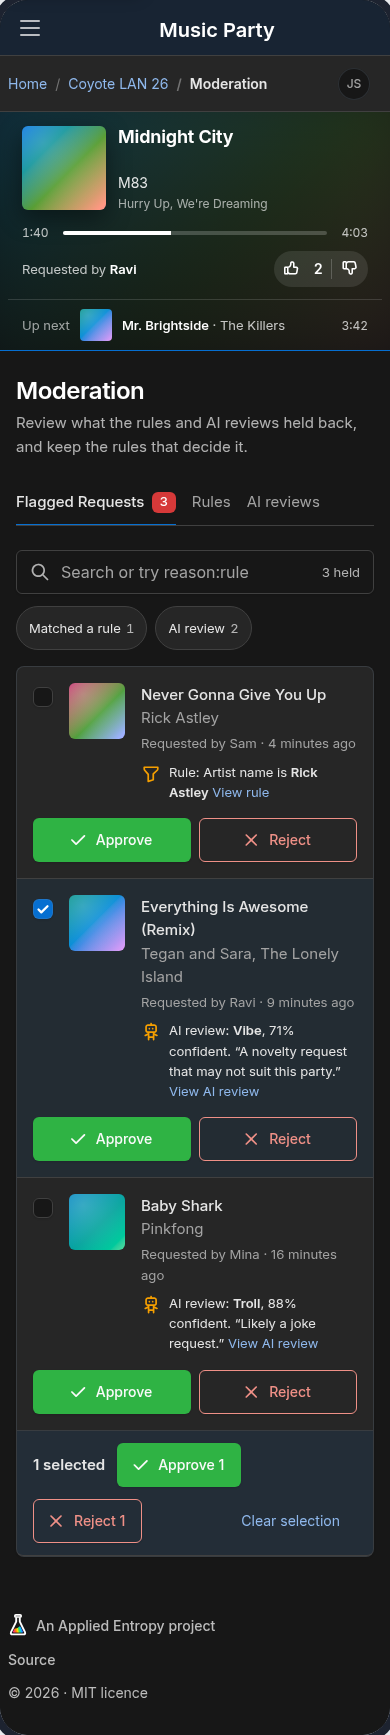 Music Party
Home / Coyote LAN 26 / Moderation
JS
Midnight City
M83
Hurry Up, We're Dreaming
1:40
4:03
Requested by Ravi
2
Up next
Mr. Brightside · The Killers
3:42
Moderation
Review what the rules and AI reviews held back,
and keep the rules that decide it.
Flagged Requests 3 Rules AI reviews
Search or try reason:rule
3 held
Matched a rule 1
AI review 2
Never Gonna Give You Up
Rick Astley
Requested by Sam · 4 minutes ago
Rule: Artist name is Rick
Astley View rule
Approve
Reject
Everything Is Awesome
(Remix)
Tegan and Sara, The Lonely
Island
Requested by Ravi · 9 minutes ago
AI review: Vibe, 71%
confident. “A novelty request
that may not suit this party.”
View AI review
Approve
Reject
Baby Shark
Pinkfong
Requested by Mina · 16 minutes
ago
AI review: Troll, 88%
confident. “Likely a joke
request.” View AI review
Approve
Reject
1 selected
Approve 1
Reject 1
Clear selection
An Applied Entropy project
Source
© 2026 · MIT licence